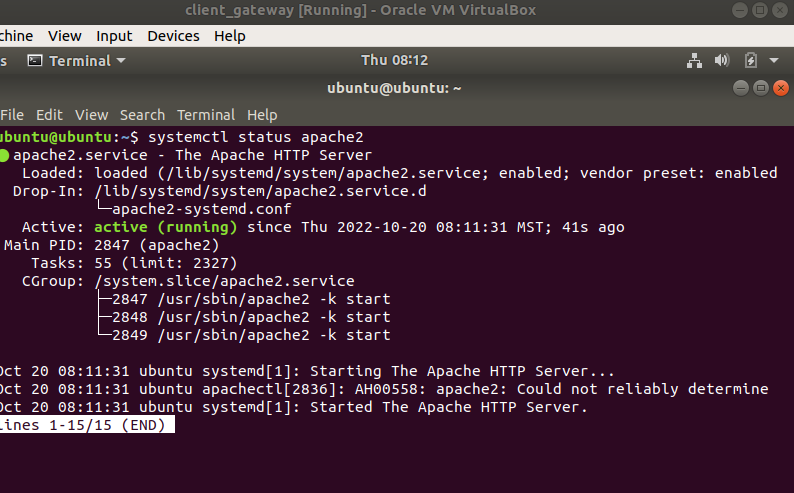 client_gateway [Running] - Oracle VM VirtualBox
chine View Input Devices Help
s Terminal Thu 08:12
ubuntu@ubuntu: ~
File Edit View Search Terminal Help
ubuntu@ubuntu:~$ systemctl status apache2
apache2.service - The Apache HTTP Server
Loaded: loaded (/lib/systemd/system/apache2.service; enabled; vendor preset: enabled
Drop-In: /lib/systemd/system/apache2.service.d
└─apache2-systemd.conf
Active: active (running) since Thu 2022-10-20 08:11:31 MST; 41s ago
Main PID: 2847 (apache2)
Tasks: 55 (limit: 2327)
CGroup: /system.slice/apache2.service
├─2847 /usr/sbin/apache2 -k start
├─2848 /usr/sbin/apache2 -k start
└─2849 /usr/sbin/apache2 -k start
Oct 20 08:11:31 ubuntu systemd[1]: Starting The Apache HTTP Server...
Oct 20 08:11:31 ubuntu apachectl[2836]: AH00558: apache2: Could not reliably determine
Oct 20 08:11:31 ubuntu systemd[1]: Started The Apache HTTP Server.
lines 1-15/15 (END)